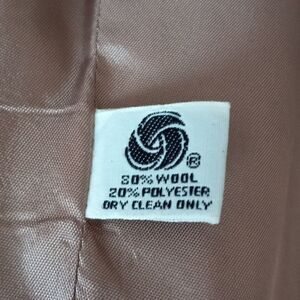 ®
80% WOOL
20% POLYESTER
DRY CLEAN ONLY